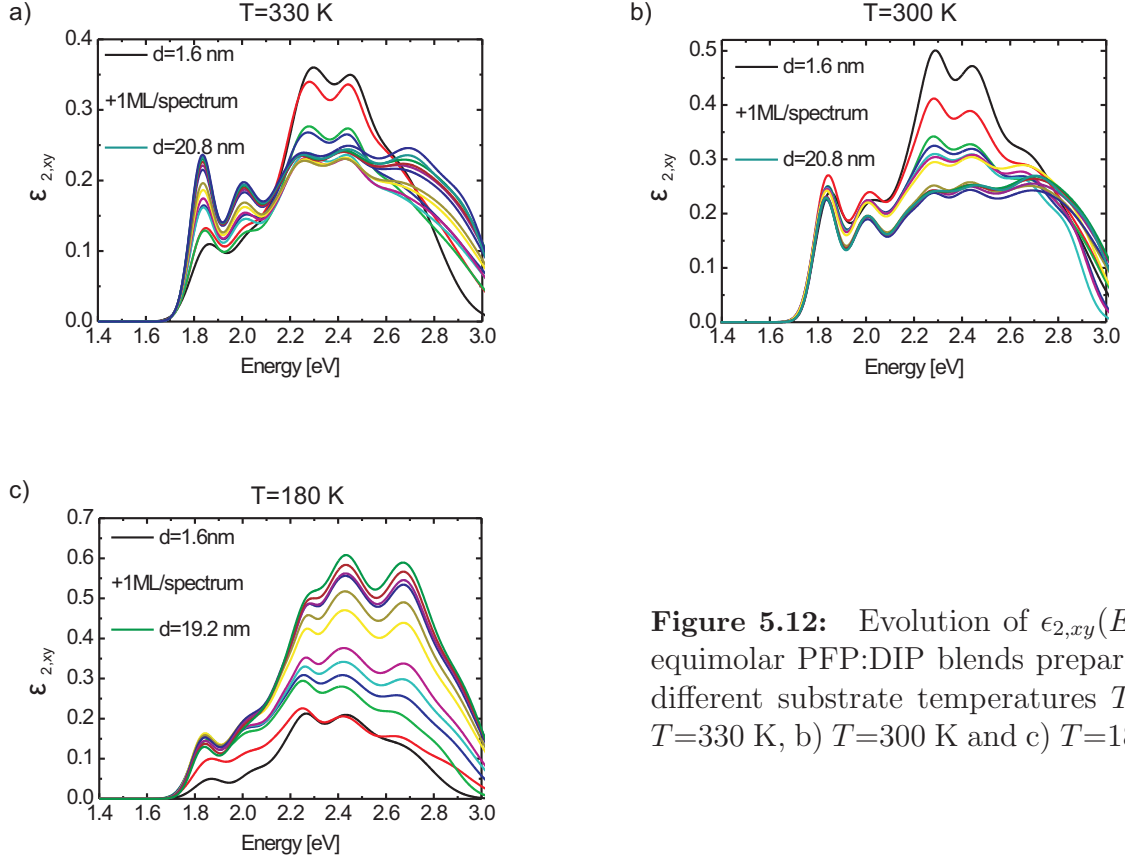 a)
T=330 K
0.4
0.3
0.2
0.1
0.0
ε 2,xy
d=1.6 nm
+1ML/spectrum
d=20.8 nm
1.4 1.6 1.8 2.0 2.2 2.4 2.6 2.8 3.0
Energy [eV]
b)
T=300 K
0.5
0.4
0.3
0.2
0.1
0.0
ε 2,xy
d=1.6 nm
+1ML/spectrum
d=20.8 nm
1.4 1.6 1.8 2.0 2.2 2.4 2.6 2.8 3.0
Energy [eV]
c)
T=180 K
0.7
0.6
0.5
0.4
0.3
0.2
0.1
0.0
ε 2,xy
d=1.6nm
+1ML/spectrum
d=19.2 nm
1.4 1.6 1.8 2.0 2.2 2.4 2.6 2.8 3.0
Energy [eV]
Figure 5.12: Evolution of ϵ2,xy(E
equimolar PFP:DIP blends prepar
different substrate temperatures T
T=330 K, b) T=300 K and c) T=18